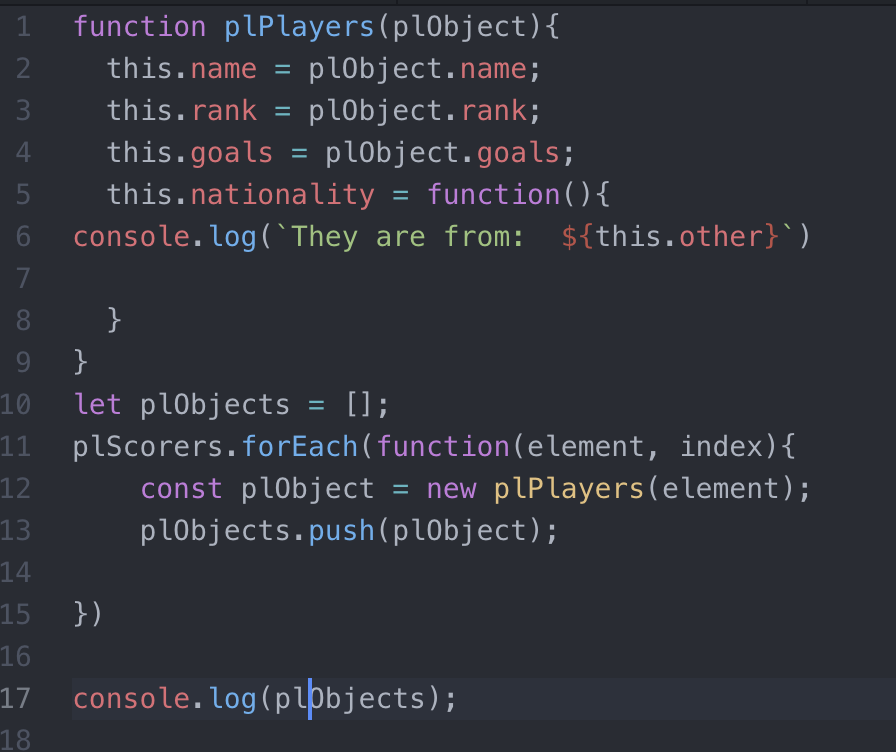 1 function plPlayers(plObject){
2   this.name = plObject.name;
3   this.rank = plObject.rank;
4   this.goals = plObject.goals;
5   this.nationality = function(){
6 console.log(`They are from:  ${this.other}`)
7
8   }
9 }
10 let plObjects = [];
11 plScorers.forEach(function(element, index){
12     const plObject = new plPlayers(element);
13     plObjects.push(plObject);
14
15 })
16
17 console.log(plObjects);
18